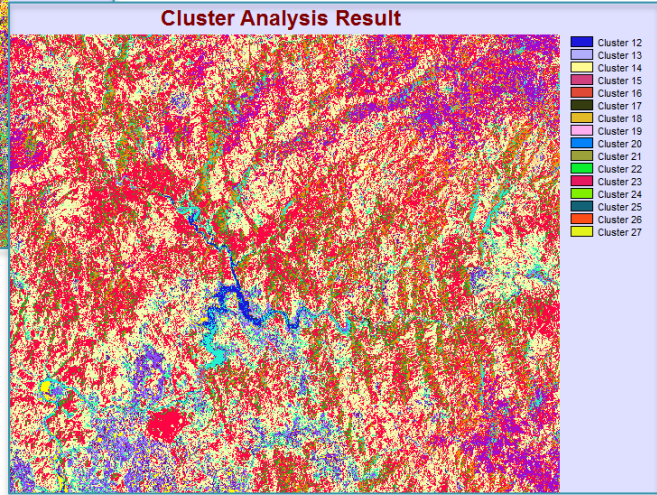 Cluster Analysis Result
Cluster 12
Cluster 13
Cluster 14
Cluster 15
Cluster 16
Cluster 17
Cluster 18
Cluster 19
Cluster 20
Cluster 21
Cluster 22
Cluster 23
Cluster 24
Cluster 25
Cluster 26
Cluster 27